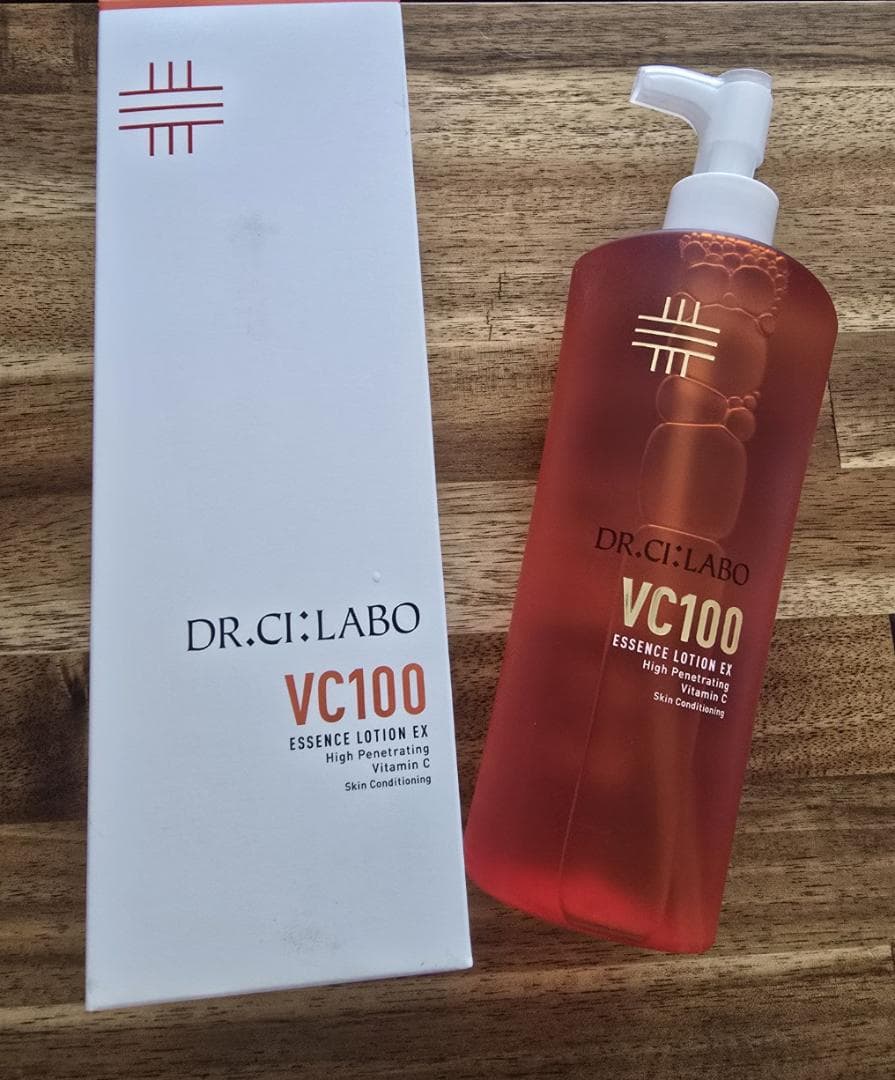 DR.CI:LABO
VC100
ESSENCE LOTION EX
High Penetrating
Vitamin C
Skin Conditioning
DR.CI:LABO
VC100
ESSENCE LOTION EX
High Penetrating
Vitamin C
Skin Conditioning